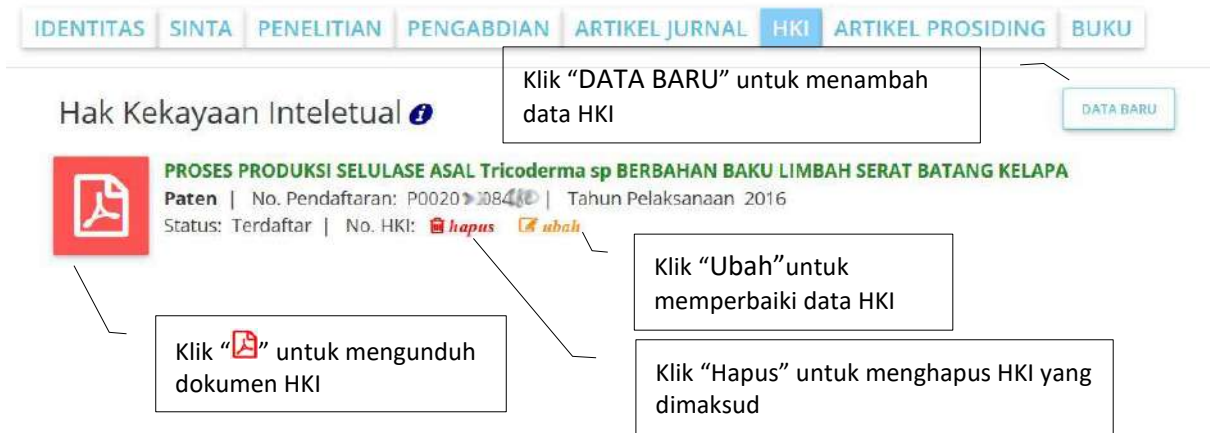 IDENTITAS SINTA PENELITIAN PENGABDIAN ARTIKEL JURNAL HKI ARTIKEL PROSIDING BUKU
Klik “DATA BARU” untuk menambah
data HKI
Hak Kekayaan Inteletual
DATA BARU
PROSES PRODUKSI SELULASE ASAL Tricoderma sp BERBAHAN BAKU LIMBAH SERAT BATANG KELAPA
Paten | No. Pendaftaran: | Tahun Pelaksanaan 2016
Status: Terdaftar | No. HKI: hapus ubah
Klik “Ubah”untuk
memperbaiki data HKI
Klik “” untuk mengunduh
dokumen HKI
Klik “Hapus” untuk menghapus HKI yang
dimaksud